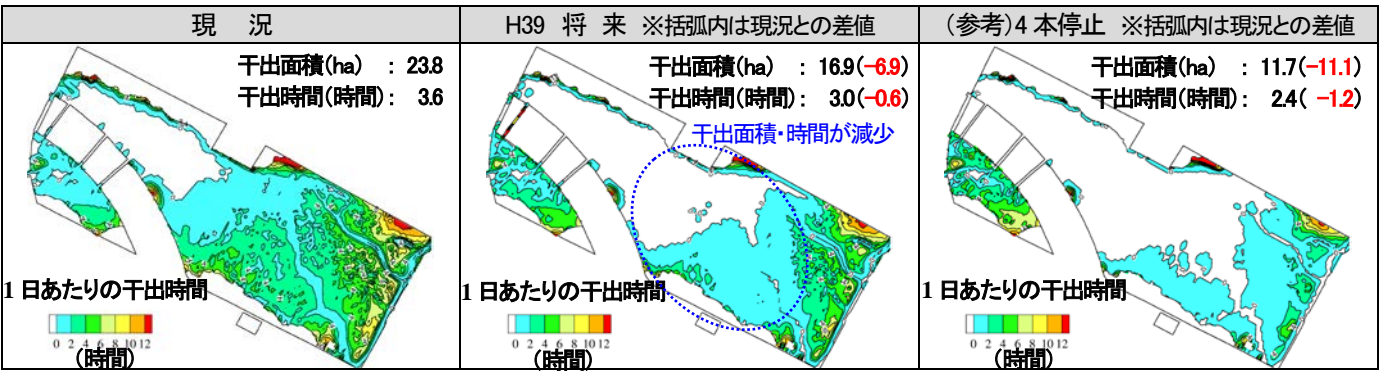 現 況
干出面積(ha) : 23.8
干出時間(時間): 3.6
1日あたりの干出時間
0 2 4 6 8 10 12
(時間)
H39 将 来 ※括弧内は現況との差値
干出面積(ha) : 16.9(-6.9)
干出時間(時間): 3.0(-0.6)
干出面積・時間が減少
1日あたりの干出時間
0 2 4 6 8 10 12
(時間)
(参考)4本停止 ※括弧内は現況との差値
干出面積(ha) : 11.7(-11.1)
干出時間(時間): 2.4( -1.2)
1日あたりの干出時間
0 2 4 6 8 10 12
(時間)